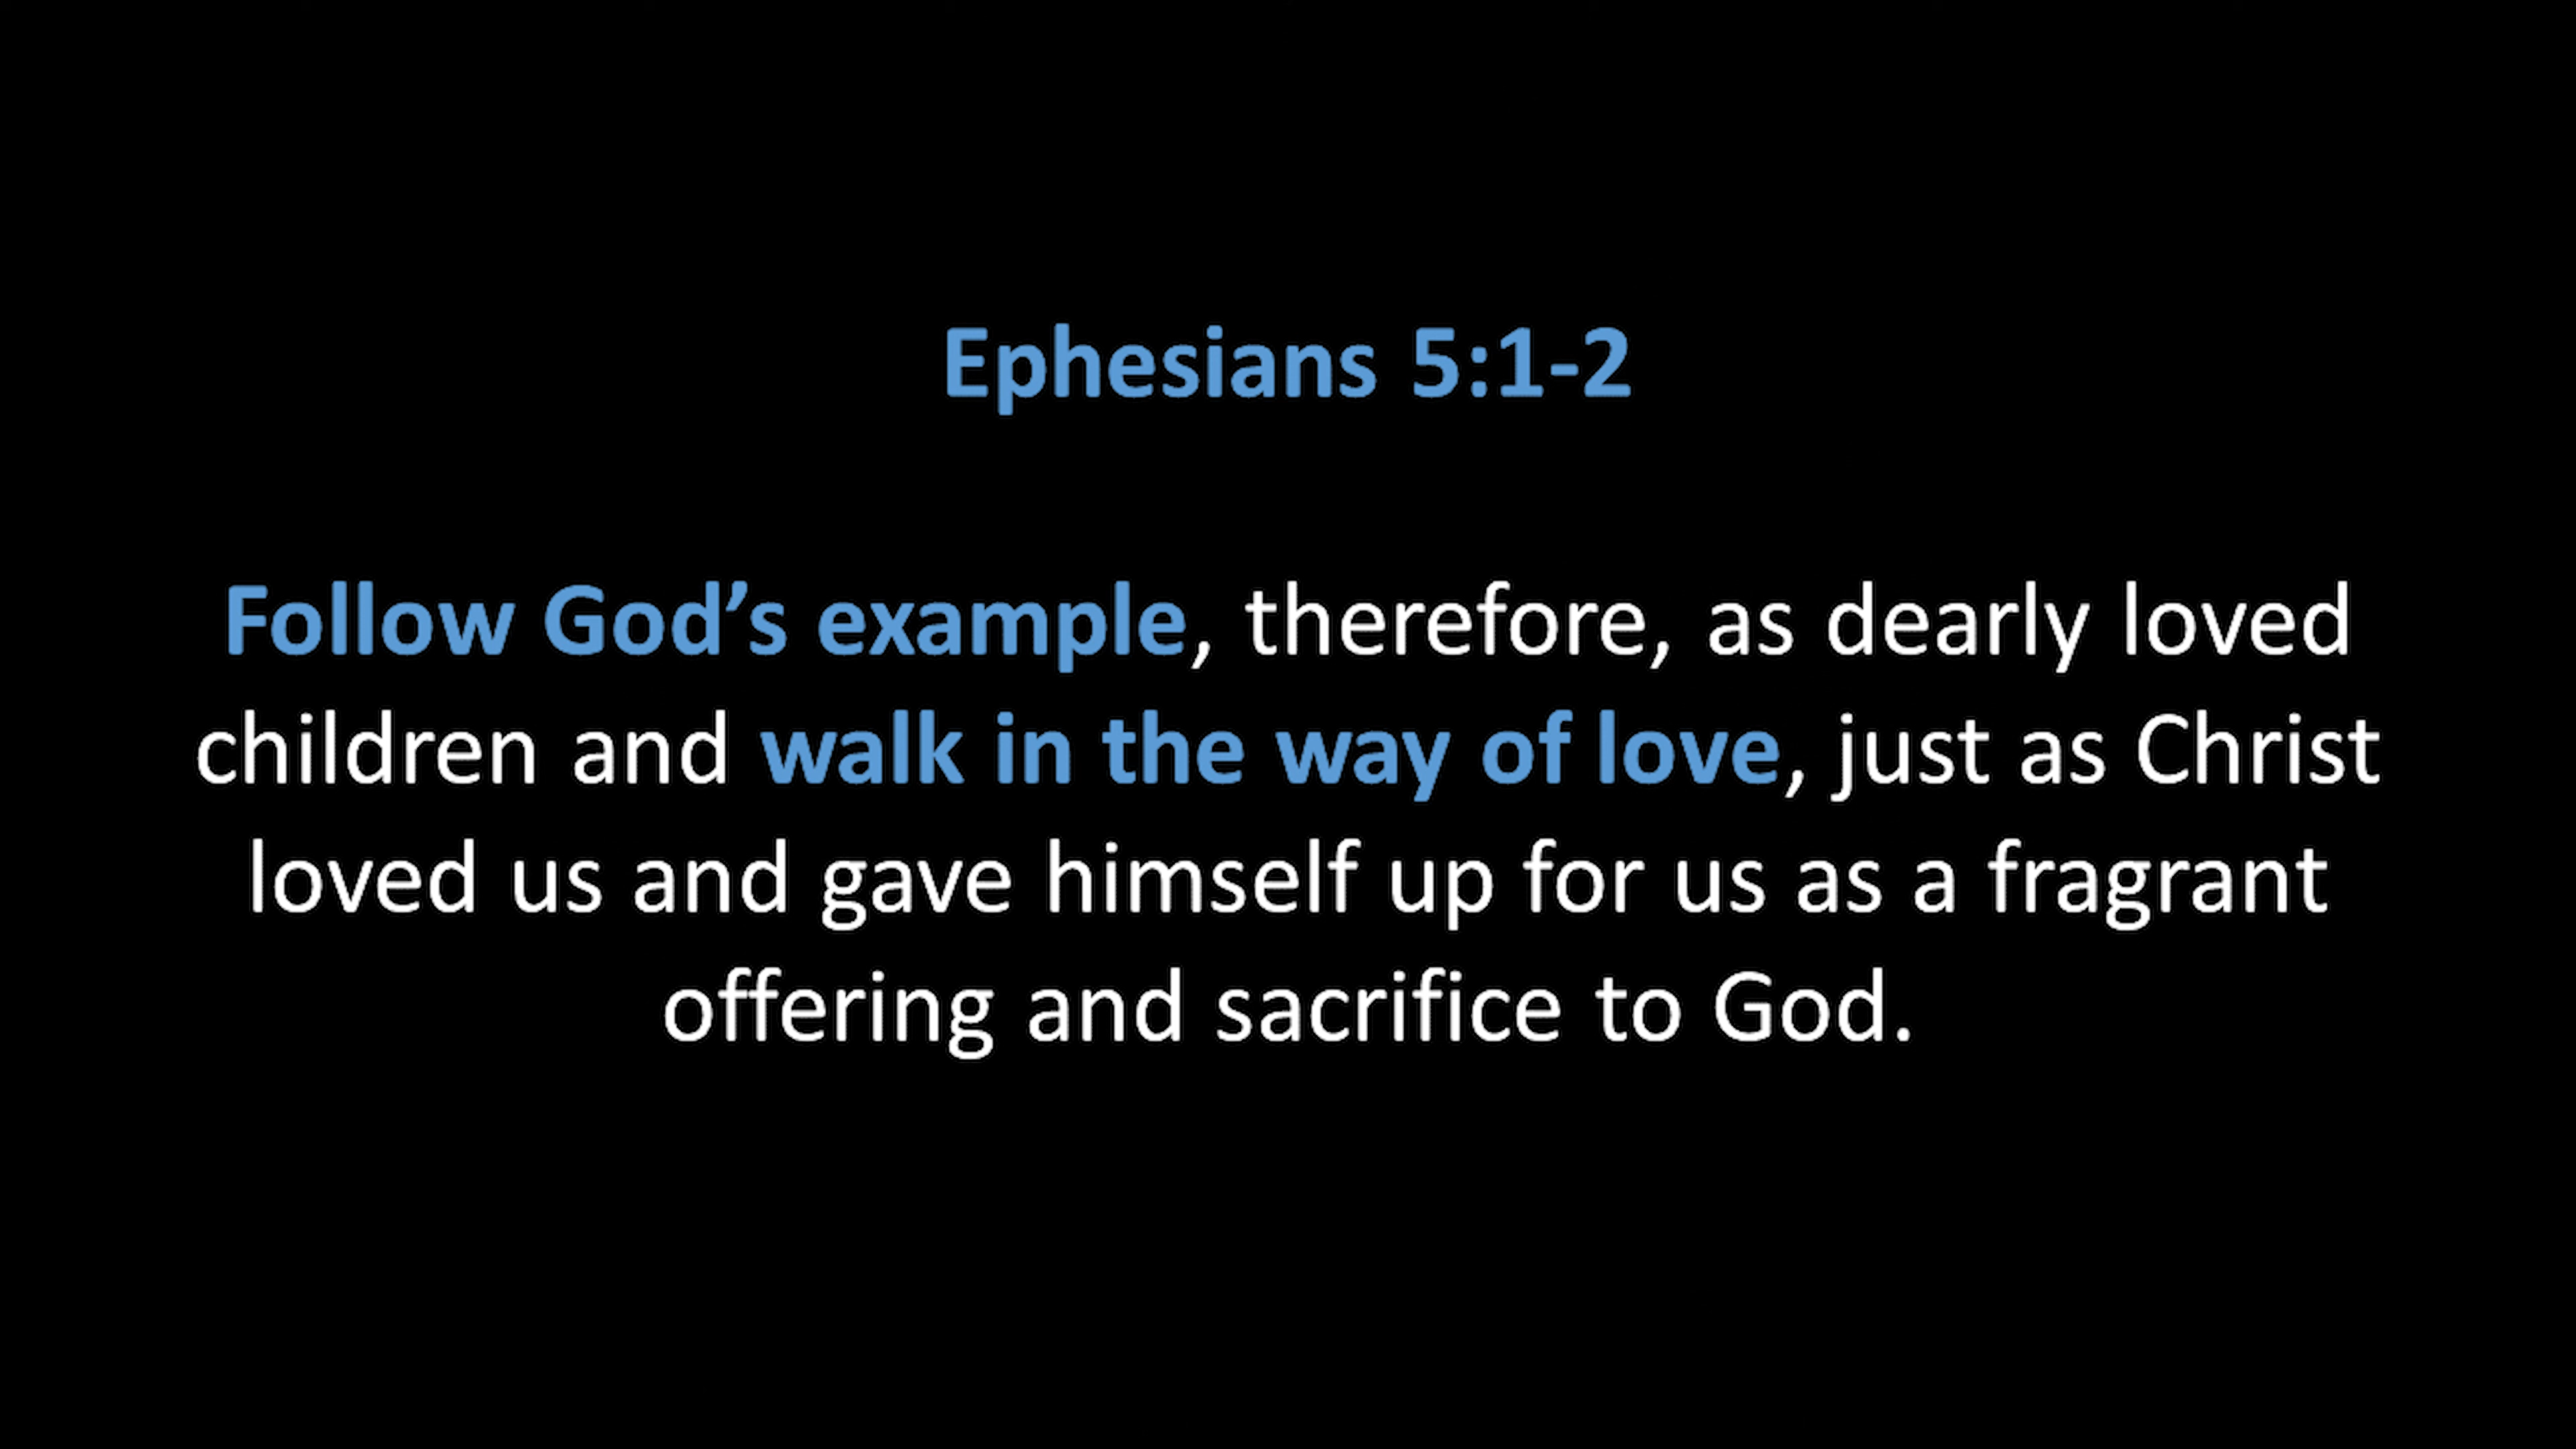 Ephesians 5:1-2
Follow God’s example, therefore, as dearly loved
children and walk in the way of love, just as Christ
loved us and gave himself up for us as a fragrant
offering and sacrifice to God.